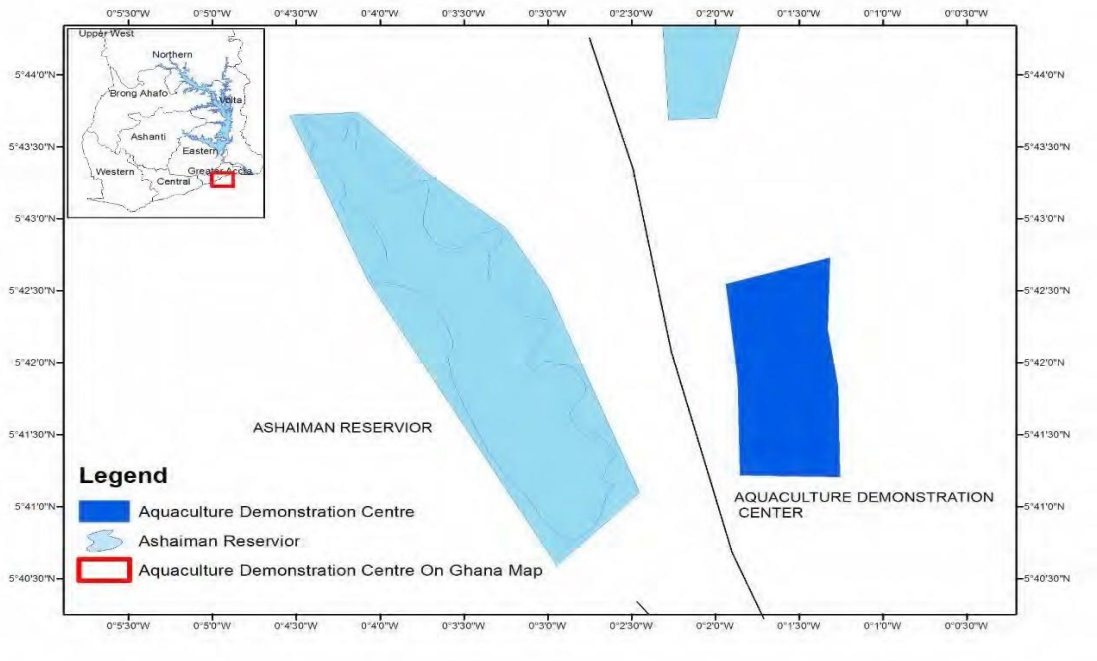 0°5'30"W 0°5'0"W 0°4'30"W 0°4'0"W 0°3'30"W 0°3'0"W 0°2'30"W 0°2'0"W 0°1'30"W 0°1'0"W 0°0'30"W
Upper West
Northern
Brong Ahafo
Volta
Ashanti
Eastern
Western
Greater Accra
Central
5°44'0"N 5°44'0"N
5°43'30"N 5°43'30"N
5°43'0"N 5°43'0"N
5°42'30"N 5°42'30"N
5°42'0"N 5°42'0"N
5°41'30"N 5°41'30"N
5°41'0"N 5°41'0"N
5°40'30"N 5°40'30"N
ASHAIMAN RESERVIOR
AQUACULTURE DEMONSTRATION
CENTER
Legend
Aquaculture Demonstration Centre
Ashaiman Reservior
Aquaculture Demonstration Centre On Ghana Map
0°5'30"W 0°5'0"W 0°4'30"W 0°4'0"W 0°3'30"W 0°3'0"W 0°2'30"W 0°2'0"W 0°1'30"W 0°1'0"W 0°0'30"W